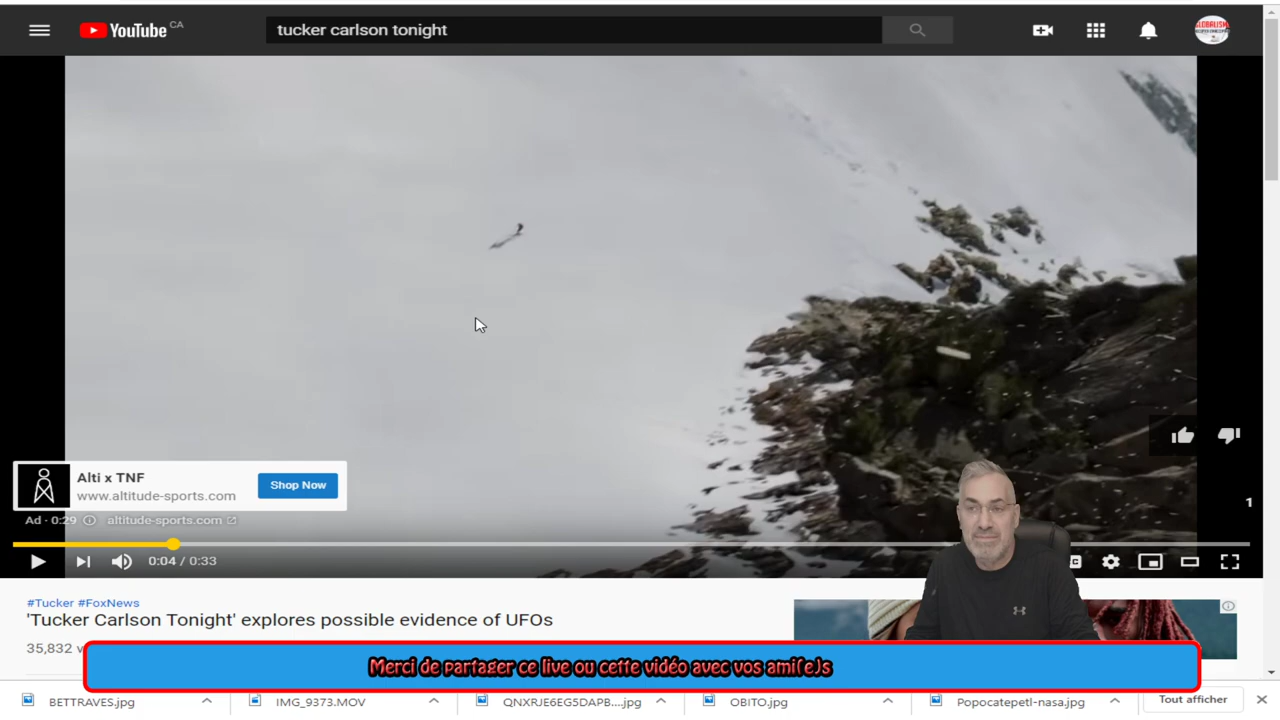 YouTube CA
tucker carlson tonight
Alti x TNF
www.altitude-sports.com
Shop Now
Ad · 0:29 altitude-sports.com
1
0:04 / 0:33
#Tucker #FoxNews
'Tucker Carlson Tonight' explores possible evidence of UFOs
35,832
Merci de partager ce live ou cette vidéo avec vos ami(e)s
BETTRAVES.jpg
IMG_9373.MOV
QNXRJE6EG5DAPB....jpg
OBITO.jpg
Popocatepetl-nasa.jpg
Tout afficher